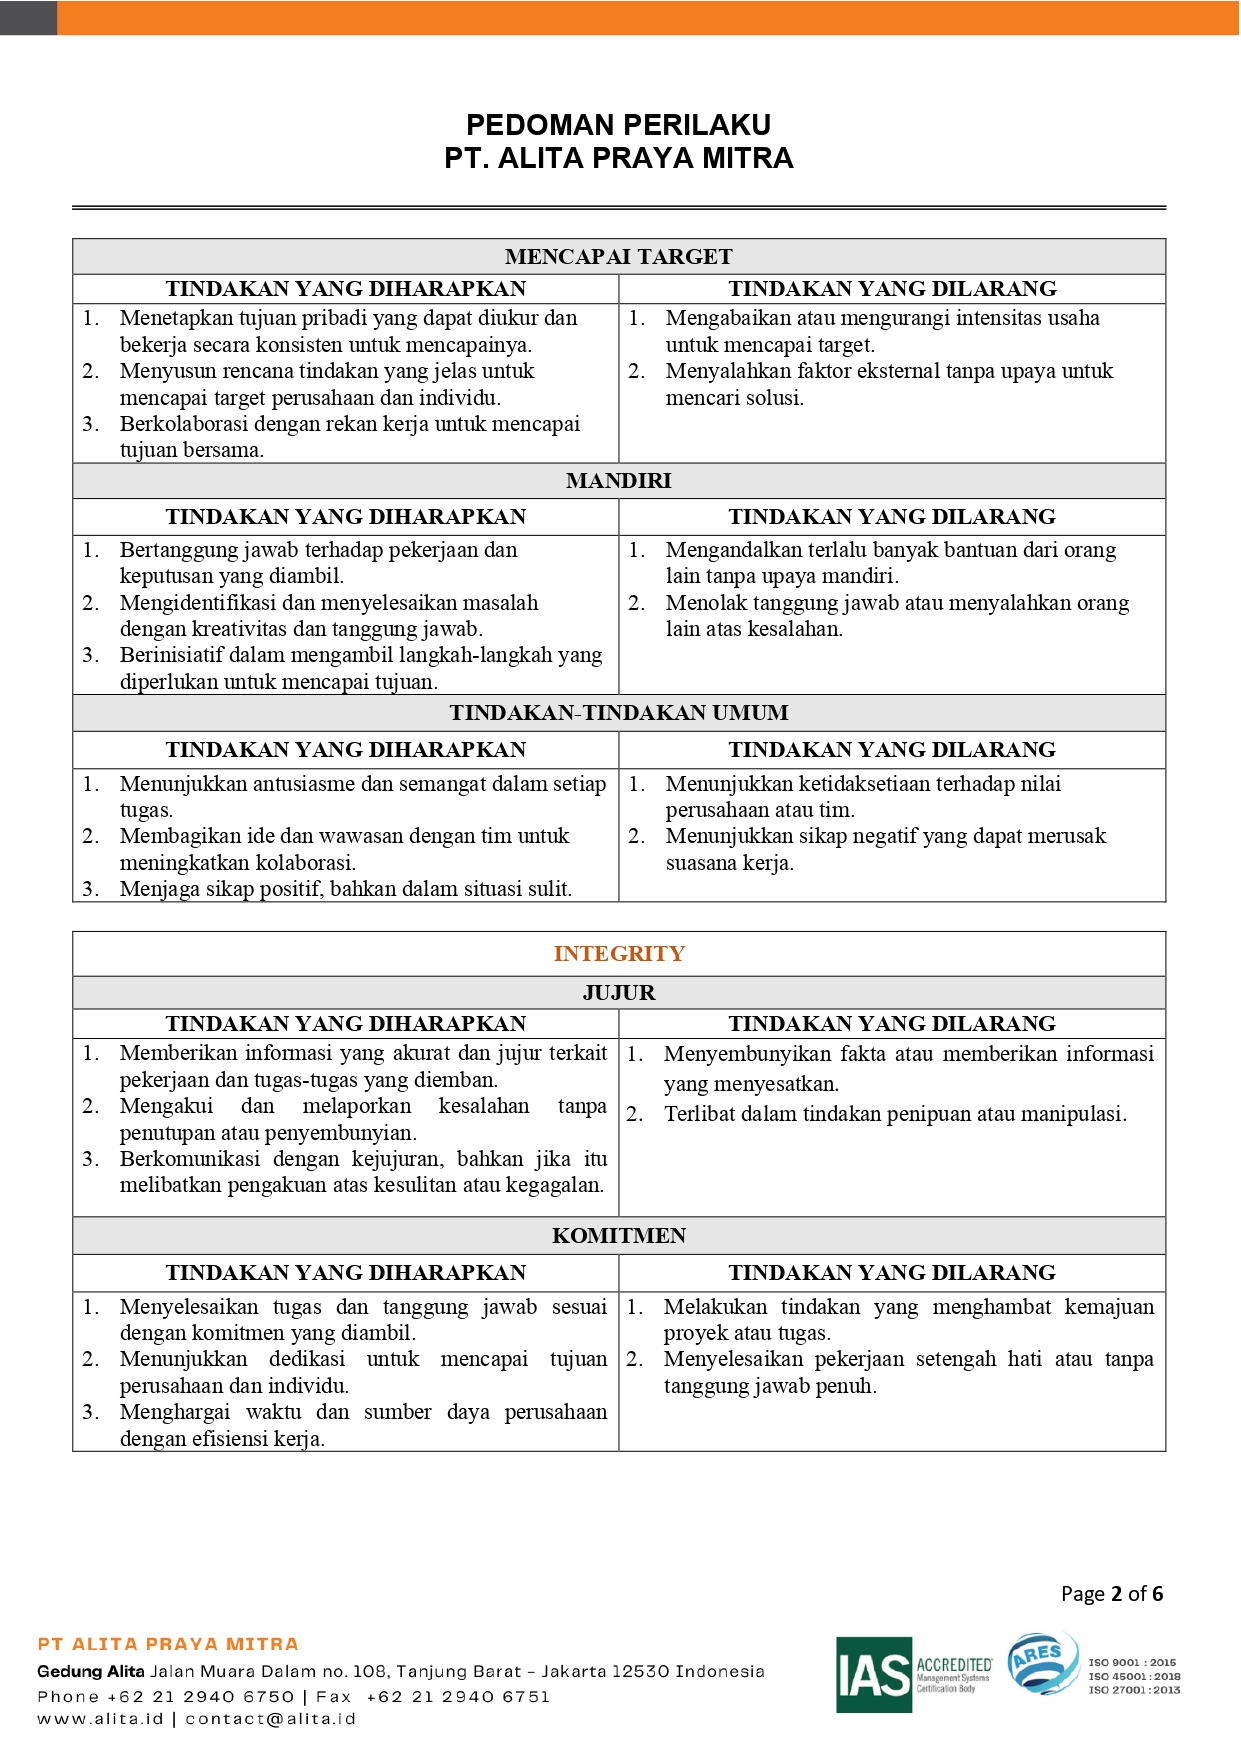 PEDOMAN PERILAKU
PT. ALITA PRAYA MITRA
MENCAPAI TARGET
TINDAKAN YANG DIHARAPKAN
TINDAKAN YANG DILARANG
1. Menetapkan tujuan pribadi yang dapat diukur dan
bekerja secara konsisten untuk mencapainya.
2. Menyusun rencana tindakan yang jelas untuk
mencapai target perusahaan dan individu.
3. Berkolaborasi dengan rekan kerja untuk mencapai
tujuan bersama.
1. Mengabaikan atau mengurangi intensitas usaha
untuk mencapai target.
2. Menyalahkan faktor eksternal tanpa upaya untuk
mencari solusi.
MANDIRI
TINDAKAN YANG DIHARAPKAN
TINDAKAN YANG DILARANG
1. Bertanggung jawab terhadap pekerjaan dan
keputusan yang diambil.
2. Mengidentifikasi dan menyelesaikan masalah
dengan kreativitas dan tanggung jawab.
3. Berinisiatif dalam mengambil langkah-langkah yang
diperlukan untuk mencapai tujuan.
1. Mengandalkan terlalu banyak bantuan dari orang
lain tanpa upaya mandiri.
2. Menolak tanggung jawab atau menyalahkan orang
lain atas kesalahan.
TINDAKAN-TINDAKAN UMUM
TINDAKAN YANG DIHARAPKAN
TINDAKAN YANG DILARANG
1. Menunjukkan antusiasme dan semangat dalam setiap
tugas.
2. Membagikan ide dan wawasan dengan tim untuk
meningkatkan kolaborasi.
3. Menjaga sikap positif, bahkan dalam situasi sulit.
1. Menunjukkan ketidaksetiaan terhadap nilai
perusahaan atau tim.
2. Menunjukkan sikap negatif yang dapat merusak
suasana kerja.
INTEGRITY
JUJUR
TINDAKAN YANG DIHARAPKAN
TINDAKAN YANG DILARANG
1. Memberikan informasi yang akurat dan jujur terkait
pekerjaan dan tugas-tugas yang diemban.
2. Mengakui dan melaporkan kesalahan tanpa
penutupan atau penyembunyian.
3. Berkomunikasi dengan kejujuran, bahkan jika itu
melibatkan pengakuan atas kesulitan atau kegagalan.
1. Menyembunyikan fakta atau memberikan informasi
yang menyesatkan.
2. Terlibat dalam tindakan penipuan atau manipulasi.
KOMITMEN
TINDAKAN YANG DIHARAPKAN
TINDAKAN YANG DILARANG
1. Menyelesaikan tugas dan tanggung jawab sesuai
dengan komitmen yang diambil.
2. Menunjukkan dedikasi untuk mencapai tujuan
perusahaan dan individu.
3. Menghargai waktu dan sumber daya perusahaan
dengan efisiensi kerja.
1. Melakukan tindakan yang menghambat kemajuan
proyek atau tugas.
2. Menyelesaikan pekerjaan setengah hati atau tanpa
tanggung jawab penuh.
Page 2 of 6
PT ALITA PRAYA MITRA
Gedung Alita Jalan Muara Dalam no. 108, Tanjung Barat – Jakarta 12530 Indonesia
Phone +62 21 2940 6750 | Fax +62 21 2940 6751
www.alita.id | contact@alita.id
IAS ACCREDITED
Management Systems
Certification Body
ARES
ISO 9001 : 2015
ISO 45001 : 2018
ISO 27001 : 2013